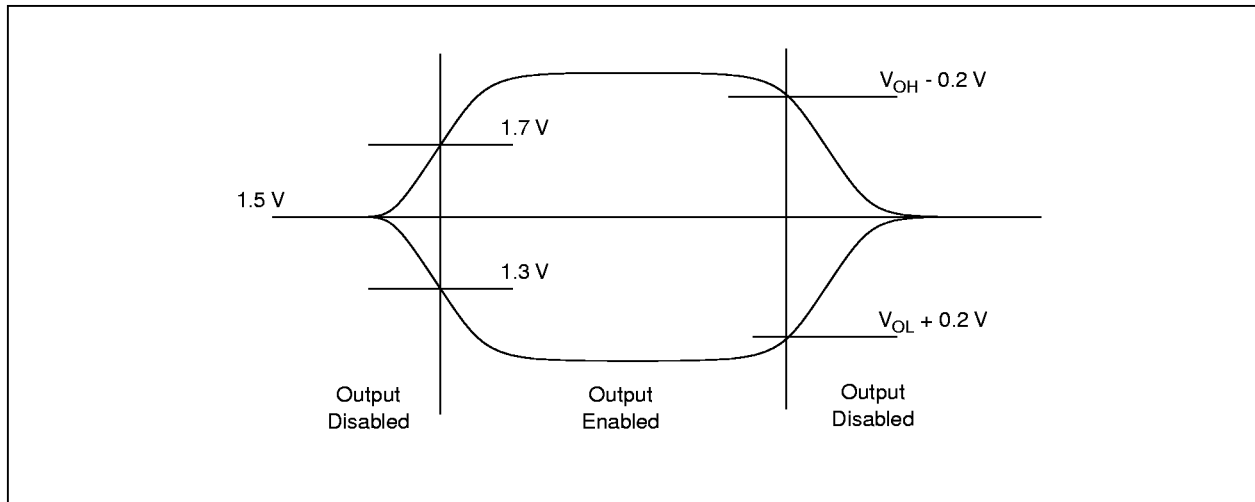 V_OH - 0.2 V
1.7 V
1.5 V
1.3 V
V_OL + 0.2 V
Output
Disabled
Output
Enabled
Output
Disabled